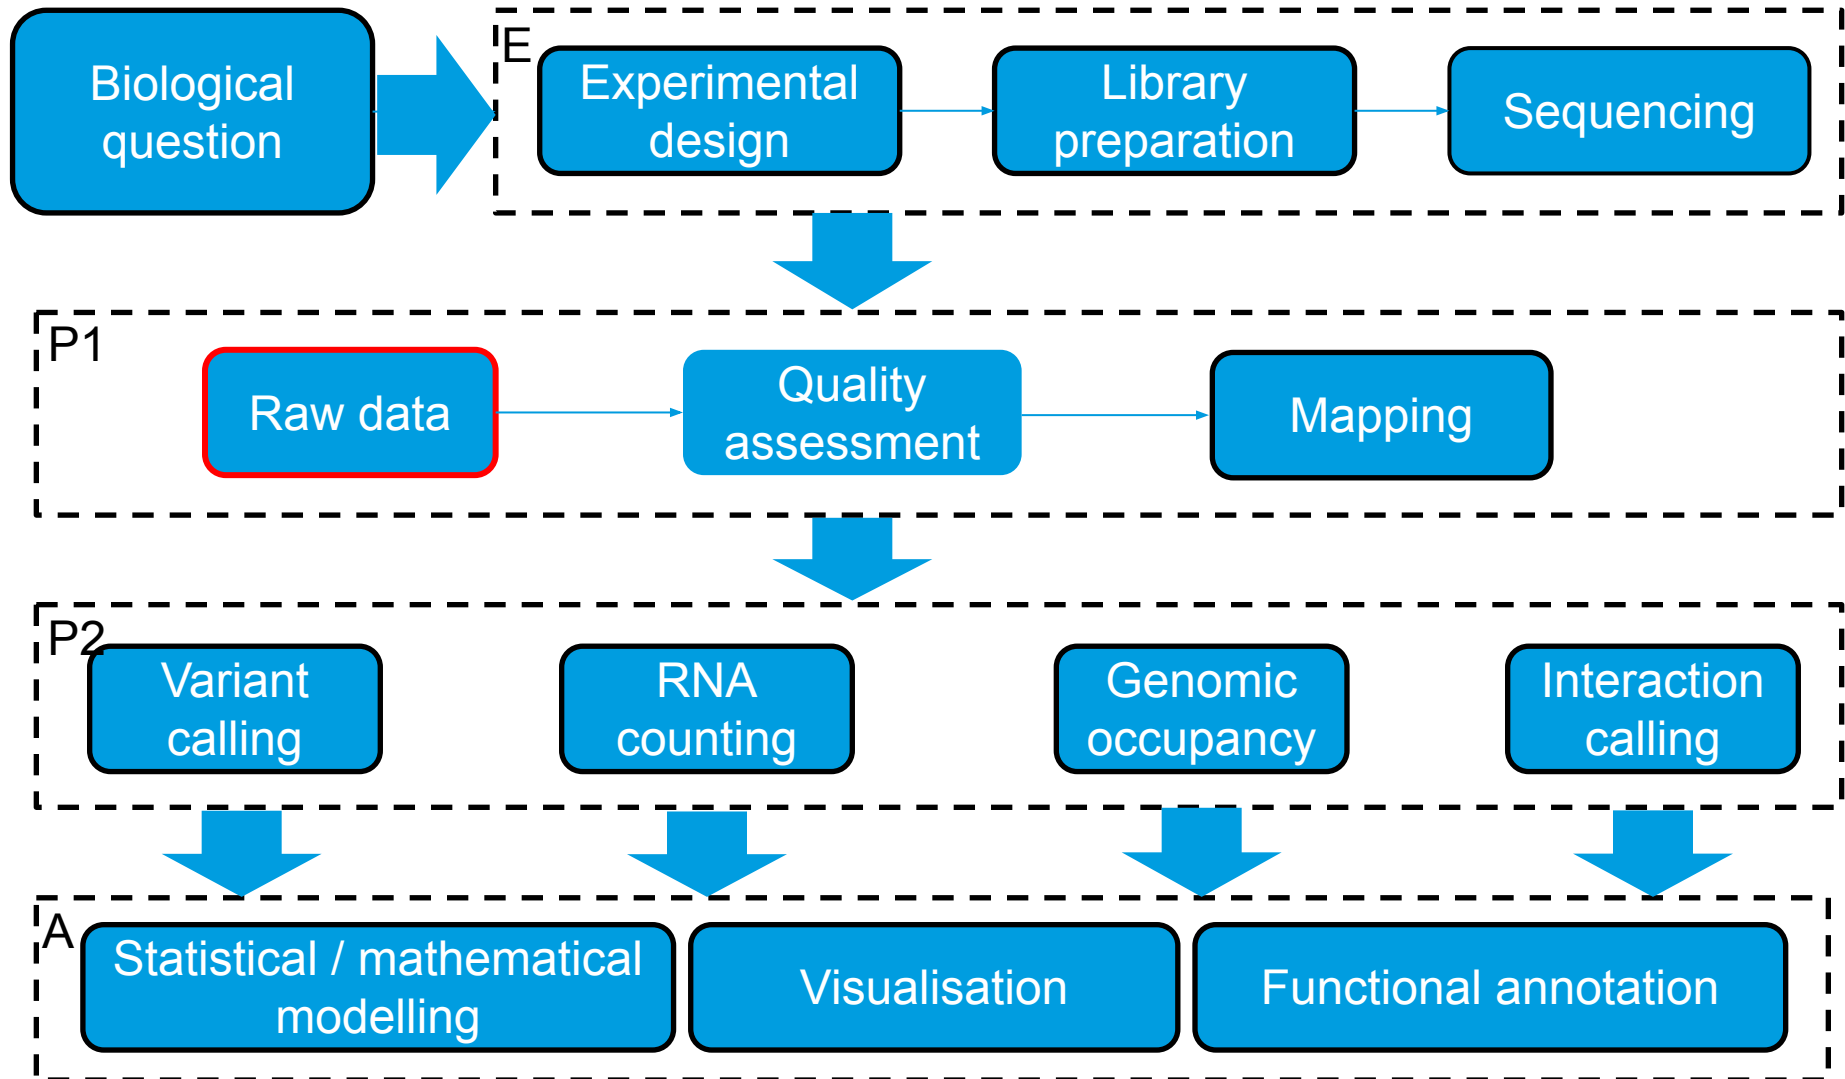 Biological
question
E
Experimental
design
Library
preparation
Sequencing
P1
Raw data
Quality
assessment
Mapping
P2
Variant
calling
RNA
counting
Genomic
occupancy
Interaction
calling
A
Statistical / mathematical
modelling
Visualisation
Functional annotation